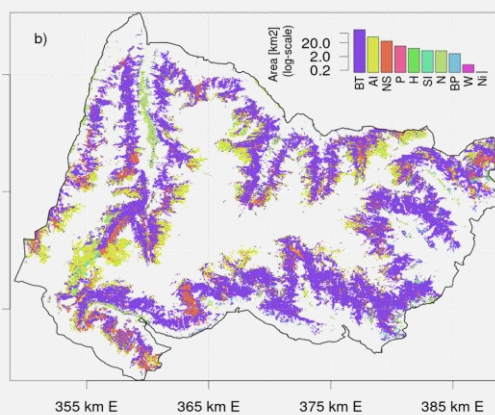 b)
Area [km2]
(log-scale)
20.0
2.0
0.2
BT
AI
NS
P
H
SI
N
BP
W
Ni
355 km E
365 km E
375 km E
385 km E